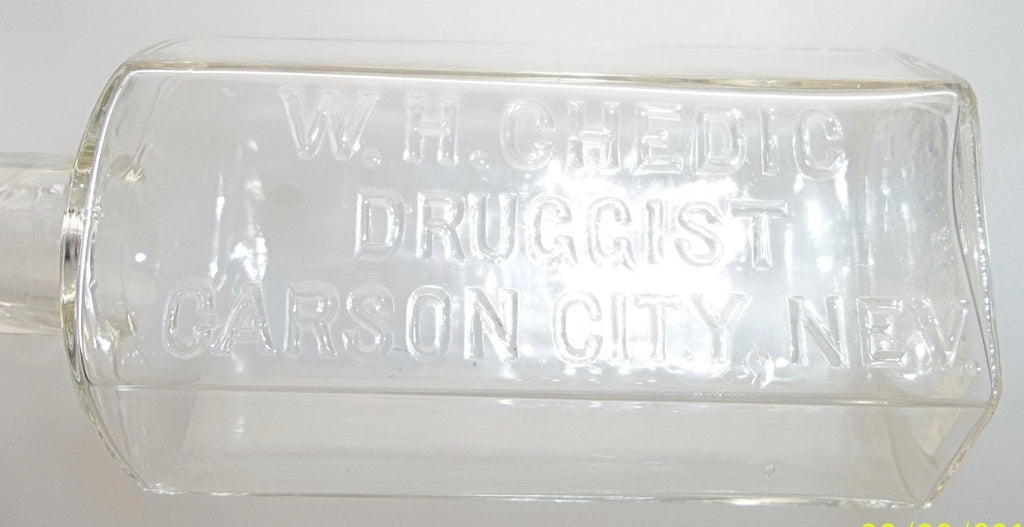 W. H. CHEDIC
DRUGGIST
CARSON CITY, NEV.